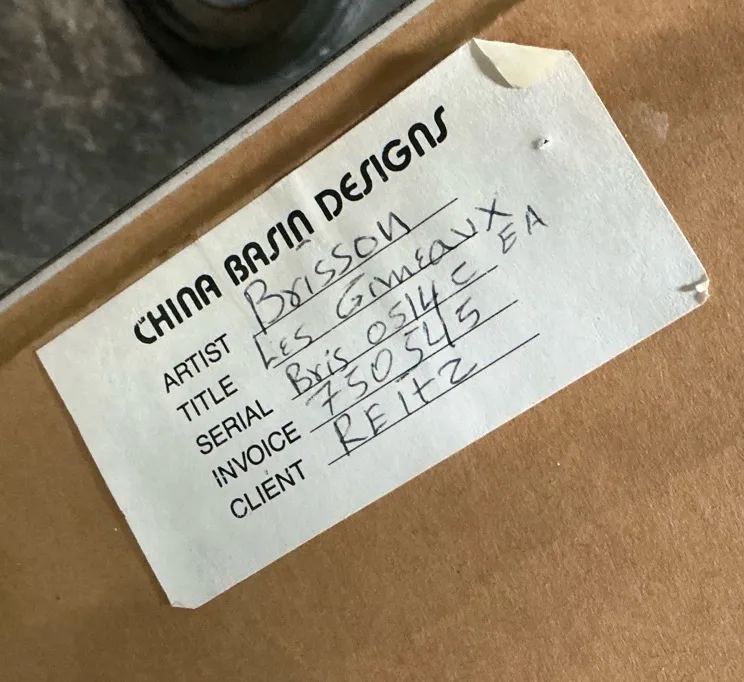 CHINA BASIN DESIGNS
ARTIST Brisson
TITLE Les Gimeaux
SERIAL Bris 0514 C EA
INVOICE 750545
CLIENT REITZ